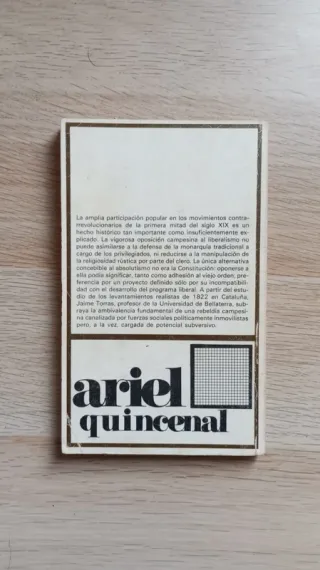 La amplia participación popular en los movimientos contra-
rrevolucionarios de la primera mitad del siglo XIX es un
hecho histórico tan importante como insuficientemente ex-
plicado. La vigorosa oposición campesina al liberalismo no
puede asimilarse a la defensa de la monarquía tradicional a
cargo de los privilegiados, ni reducirse a la manipulación de
la religiosidad rústica por parte del clero. La única alternativa
concebible al absolutismo no era la Constitución: oponerse a
ella podía significar, tanto como adhesión al viejo orden, pre-
ferencia por un proyecto definido sólo por su incompatibili-
dad con el desarrollo del programa liberal. A partir del estu-
dio de los levantamientos realistas de 1822 en Cataluña,
Jaime Torras, profesor de la Universidad de Bellaterra, sub-
raya la ambivalencia fundamental de una rebeldía campesi-
na canalizada por fuerzas sociales políticamente inmovilistas
pero, a la vez, cargada de potencial subversivo.
ariel
quincenal